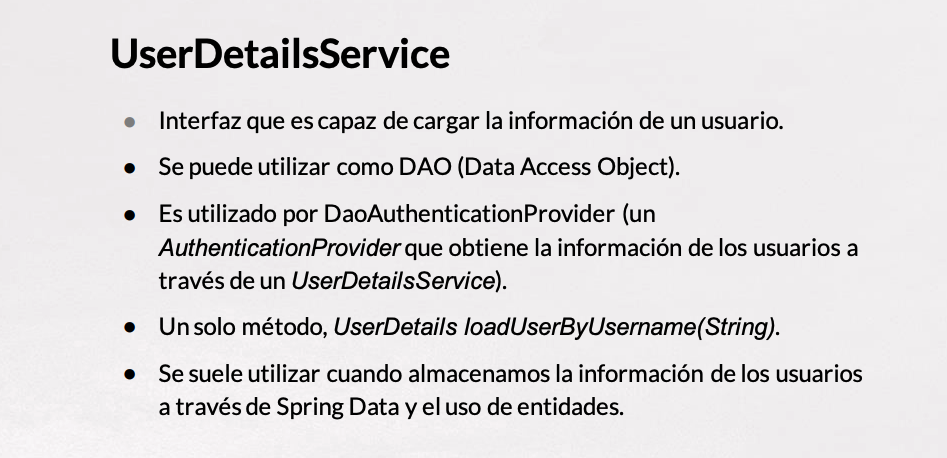 UserDetailsService
● Interfaz que es capaz de cargar la información de un usuario.
● Se puede utilizar como DAO (Data Access Object).
● Es utilizado por DaoAuthenticationProvider (un
AuthenticationProvider que obtiene la información de los usuarios a
través de un UserDetailsService).
● Un solo método, UserDetails loadUserByUsername(String).
● Se suele utilizar cuando almacenamos la información de los usuarios
a través de Spring Data y el uso de entidades.